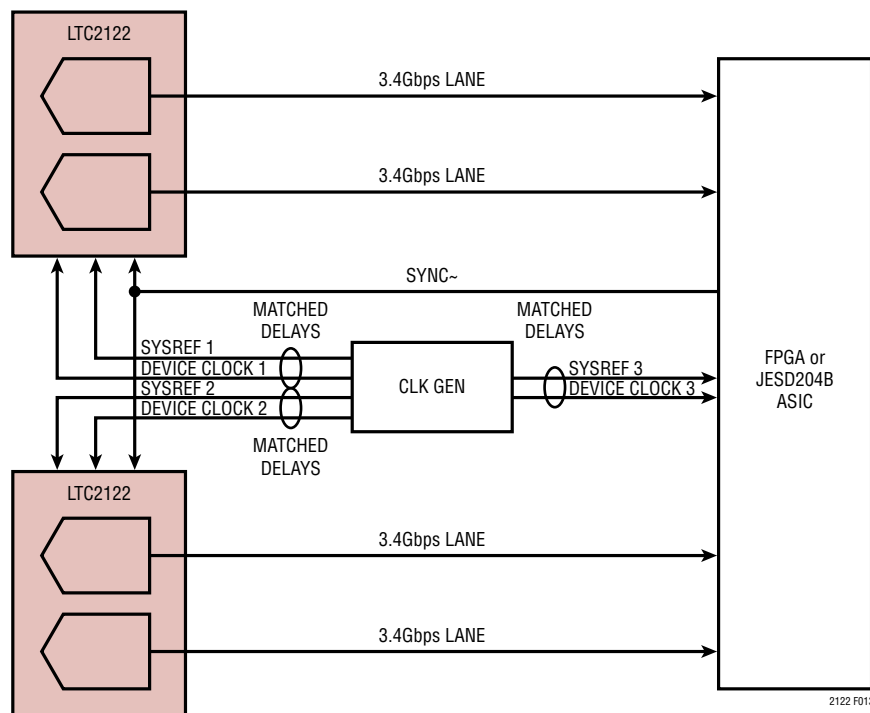 LTC2122
3.4Gbps LANE
3.4Gbps LANE
SYNC~
MATCHED
DELAYS
MATCHED
DELAYS
SYSREF 1
DEVICE CLOCK 1
SYSREF 2
DEVICE CLOCK 2
CLK GEN
SYSREF 3
DEVICE CLOCK 3
FPGA or
JESD204B
ASIC
MATCHED
DELAYS
LTC2122
3.4Gbps LANE
3.4Gbps LANE
2122 F013